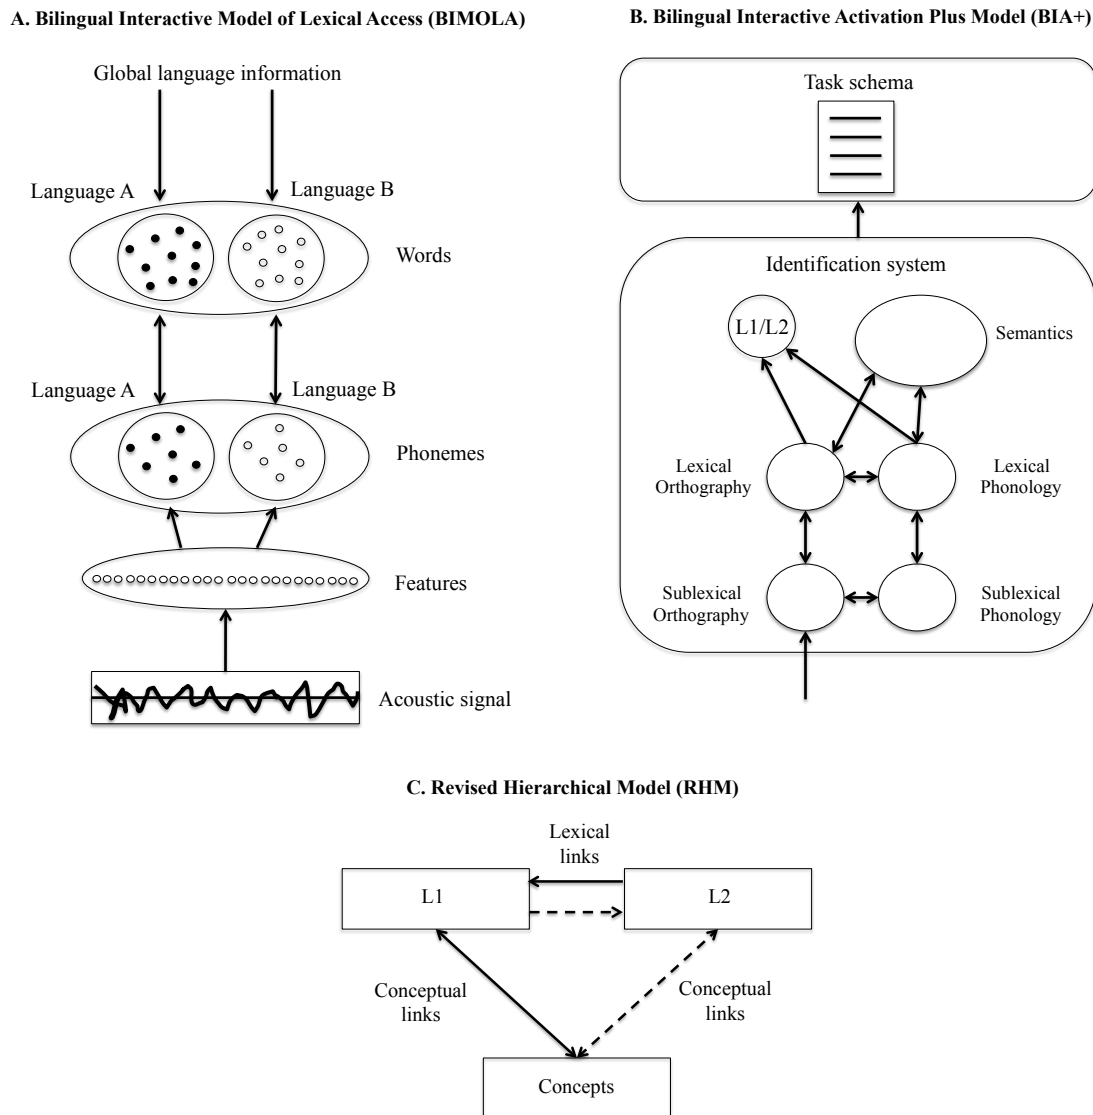 A. Bilingual Interactive Model of Lexical Access (BIMOLA)
Global language information
Language A
Language B
Words
Language A
Language B
Phonemes
Features
Acoustic signal
B. Bilingual Interactive Activation Plus Model (BIA+)
Task schema
Identification system
L1/L2
Semantics
Lexical
Orthography
Lexical
Phonology
Sublexical
Orthography
Sublexical
Phonology
C. Revised Hierarchical Model (RHM)
Lexical
links
L1
L2
Conceptual
links
Conceptual
links
Concepts